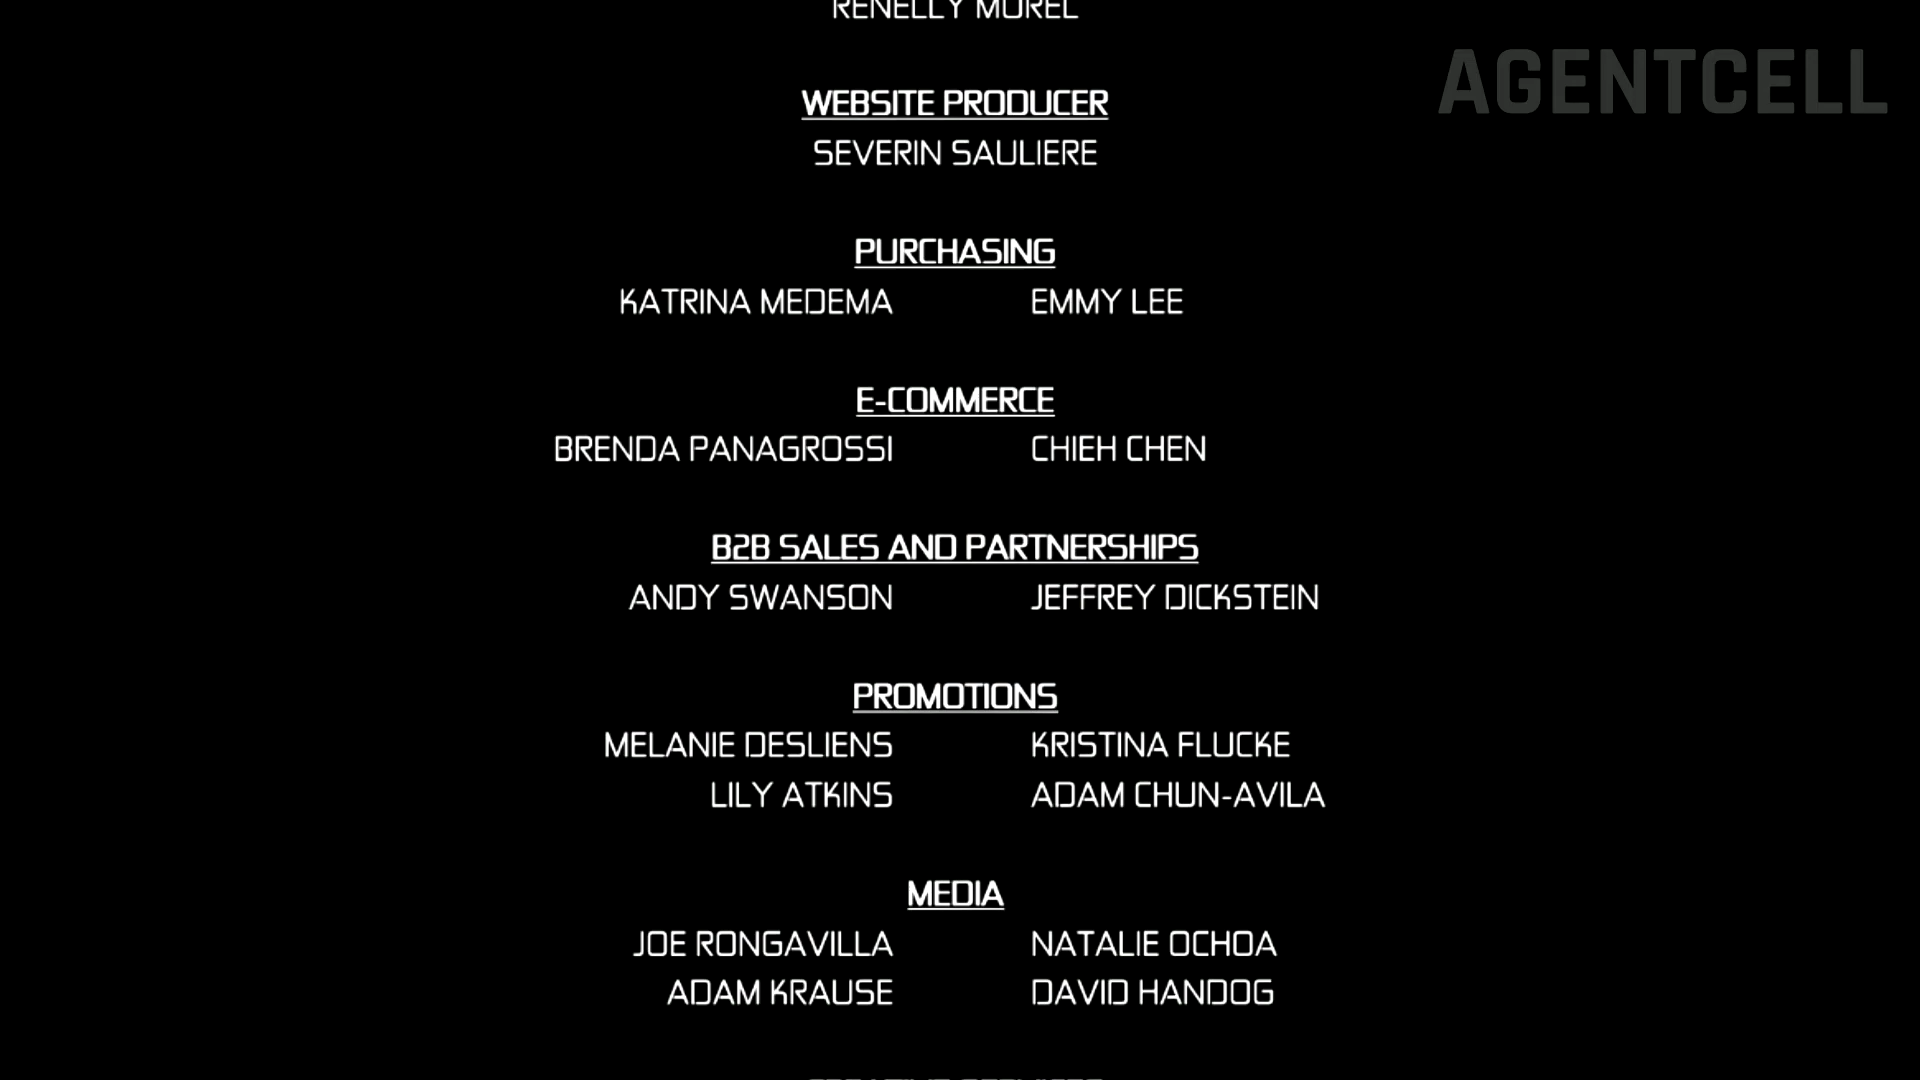 RENELLY MOREL
AGENTCELL
WEBSITE PRODUCER
SEVERIN SAULIERE
PURCHASING
KATRINA MEDEMA EMMY LEE
E-COMMERCE
BRENDA PANAGROSSI CHIEH CHEN
B2B SALES AND PARTNERSHIPS
ANDY SWANSON JEFFREY DICKSTEIN
PROMOTIONS
MELANIE DESLIENS KRISTINA FLUCKE
LILY ATKINS ADAM CHUN-AVILA
MEDIA
JOE RONGAVILLA NATALIE OCHOA
ADAM KRAUSE DAVID HANDOG